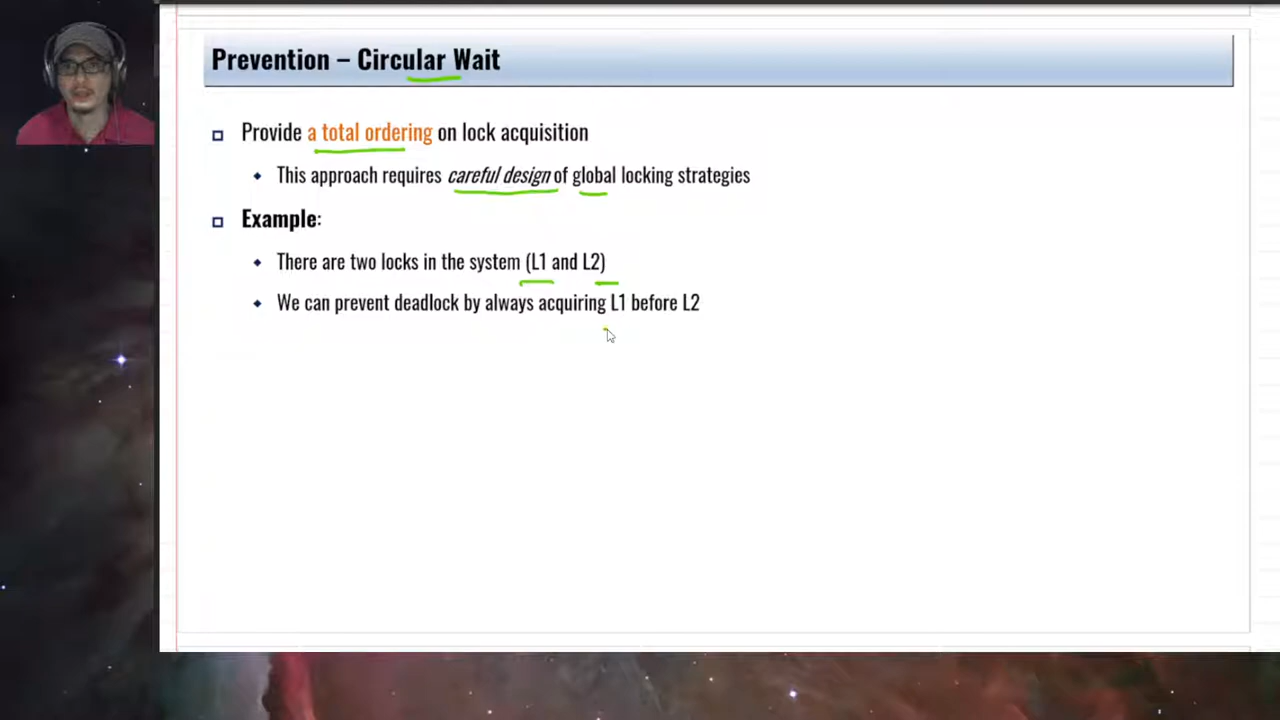 Prevention – Circular Wait
Provide a total ordering on lock acquisition
This approach requires careful design of global locking strategies
Example:
There are two locks in the system (L1 and L2)
We can prevent deadlock by always acquiring L1 before L2